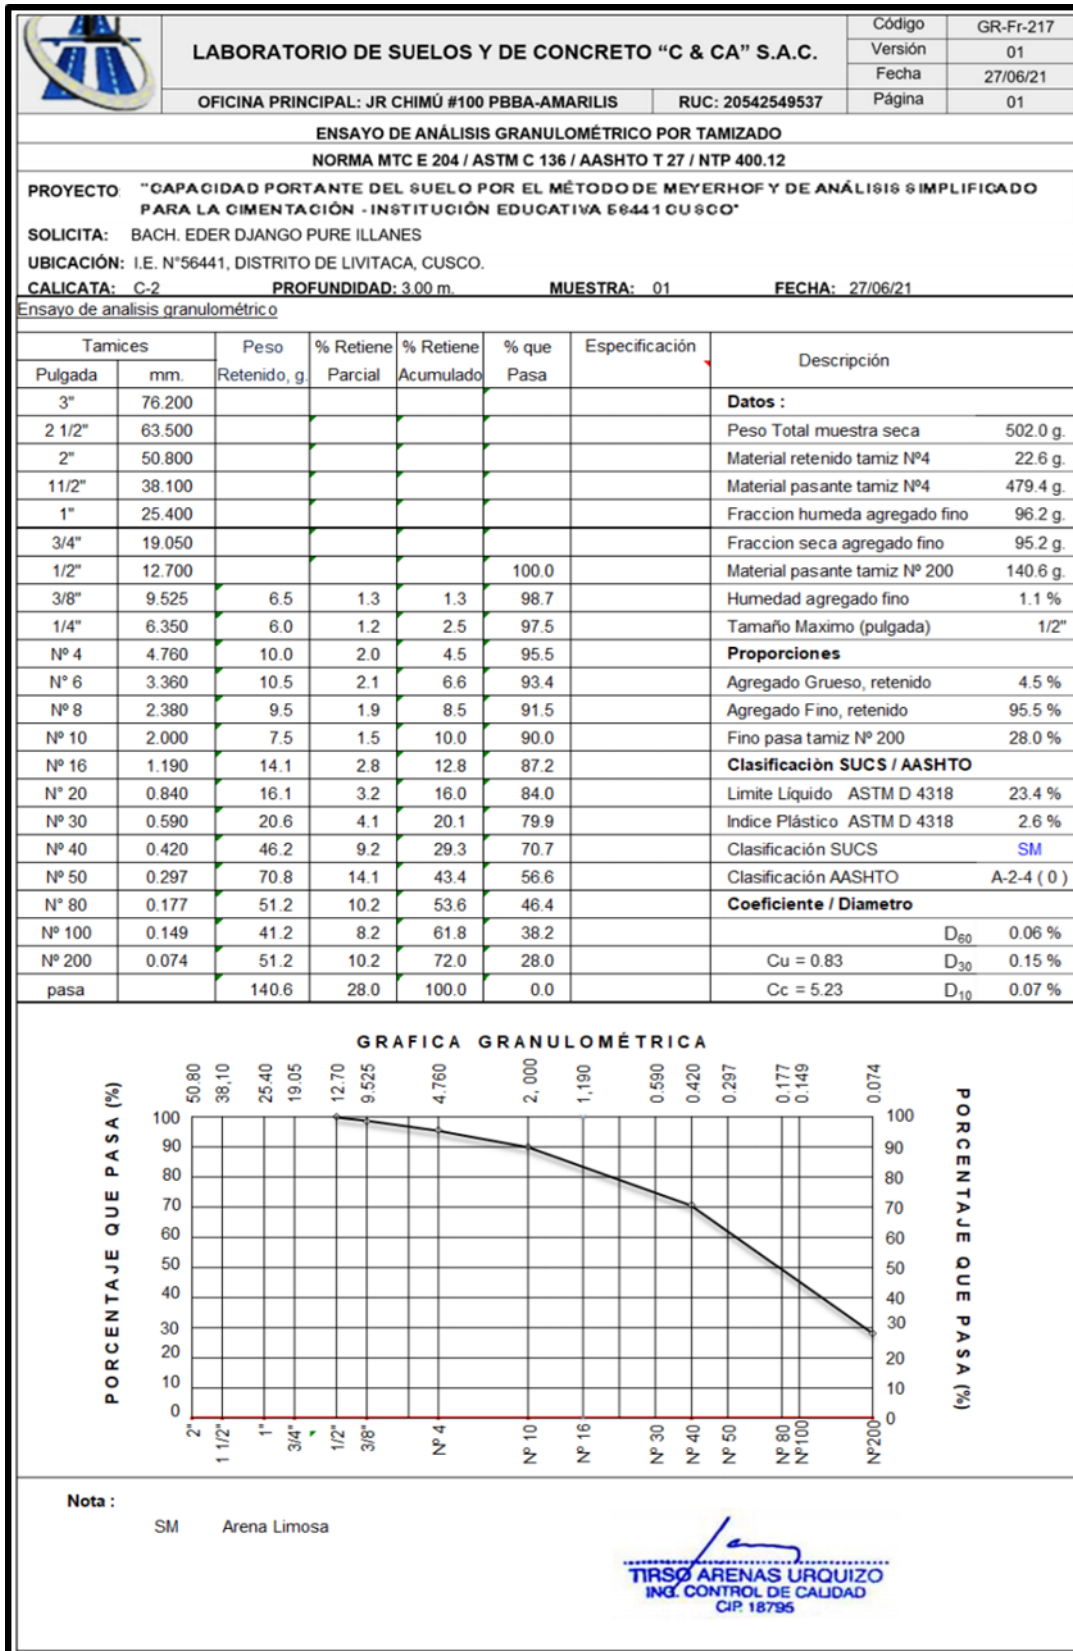 LABORATORIO DE SUELOS Y DE CONCRETO “C & CA” S.A.C.
Código GR-Fr-217
Versión 01
Fecha 27/06/21
Página 01
OFICINA PRINCIPAL: JR CHIMÚ #100 PBBA-AMARILIS RUC: 20542549537
ENSAYO DE ANÁLISIS GRANULOMÉTRICO POR TAMIZADO
NORMA MTC E 204 / ASTM C 136 / AASHTO T 27 / NTP 400.12
PROYECTO: "CAPACIDAD PORTANTE DEL SUELO POR EL MÉTODO DE MEYERHOF Y DE ANÁLISIS SIMPLIFICADO
PARA LA CIMENTACIÓN - INSTITUCIÓN EDUCATIVA 56441 CUSCO"
SOLICITA: BACH. EDER DJANGO PURE ILLANES
UBICACIÓN: I.E. N°56441, DISTRITO DE LIVITACA, CUSCO.
CALICATA: C-2 PROFUNDIDAD: 3.00 m. MUESTRA: 01 FECHA: 27/06/21
Ensayo de analisis granulométrico
Tamices Peso % Retiene % Retiene % que Especificación Descripción
Pulgada mm. Retenido, g. Parcial Acumulado Pasa
3" 76.200 Datos :
2 1/2" 63.500 Peso Total muestra seca 502.0 g.
2" 50.800 Material retenido tamiz Nº4 22.6 g.
11/2" 38.100 Material pasante tamiz Nº4 479.4 g.
1" 25.400 Fraccion humeda agregado fino 96.2 g.
3/4" 19.050 Fraccion seca agregado fino 95.2 g.
1/2" 12.700 100.0 Material pasante tamiz Nº 200 140.6 g.
3/8" 9.525 6.5 1.3 1.3 98.7 Humedad agregado fino 1.1 %
1/4" 6.350 6.0 1.2 2.5 97.5 Tamaño Maximo (pulgada) 1/2"
Nº 4 4.760 10.0 2.0 4.5 95.5 Proporciones
N° 6 3.360 10.5 2.1 6.6 93.4 Agregado Grueso, retenido 4.5 %
Nº 8 2.380 9.5 1.9 8.5 91.5 Agregado Fino, retenido 95.5 %
Nº 10 2.000 7.5 1.5 10.0 90.0 Fino pasa tamiz Nº 200 28.0 %
Nº 16 1.190 14.1 2.8 12.8 87.2 Clasificaciòn SUCS / AASHTO
N° 20 0.840 16.1 3.2 16.0 84.0 Limite Líquido ASTM D 4318 23.4 %
Nº 30 0.590 20.6 4.1 20.1 79.9 Indice Plástico ASTM D 4318 2.6 %
Nº 40 0.420 46.2 9.2 29.3 70.7 Clasificación SUCS SM
Nº 50 0.297 70.8 14.1 43.4 56.6 Clasificación AASHTO A-2-4 ( 0 )
N° 80 0.177 51.2 10.2 53.6 46.4 Coeficiente / Diametro
Nº 100 0.149 41.2 8.2 61.8 38.2 D60 0.06 %
Nº 200 0.074 51.2 10.2 72.0 28.0 Cu = 0.83 D30 0.15 %
pasa 140.6 28.0 100.0 0.0 Cc = 5.23 D10 0.07 %
GRAFICA GRANULOMÉTRICA
50.80 38,10 25.40 19.05 12.70 9.525 4.760 2, 000 1,190 0.590 0.420 0.297 0.177 0.149 0.074
PORCENTAJE QUE PASA (%)
100 100
90 90
80 80
70 70
60 60
50 50
40 40
30 30
20 20
10 10
0 0
PORCENTAJE QUE PASA (%)
2" 1 1/2" 1" 3/4" 1/2" 3/8" Nº 4 Nº 10 Nº 16 Nº 30 Nº 40 Nº 50 Nº 80 Nº100 Nº200
Nota :
SM Arena Limosa
TIRSO ARENAS URQUIZO
ING. CONTROL DE CALIDAD
CIP. 18795